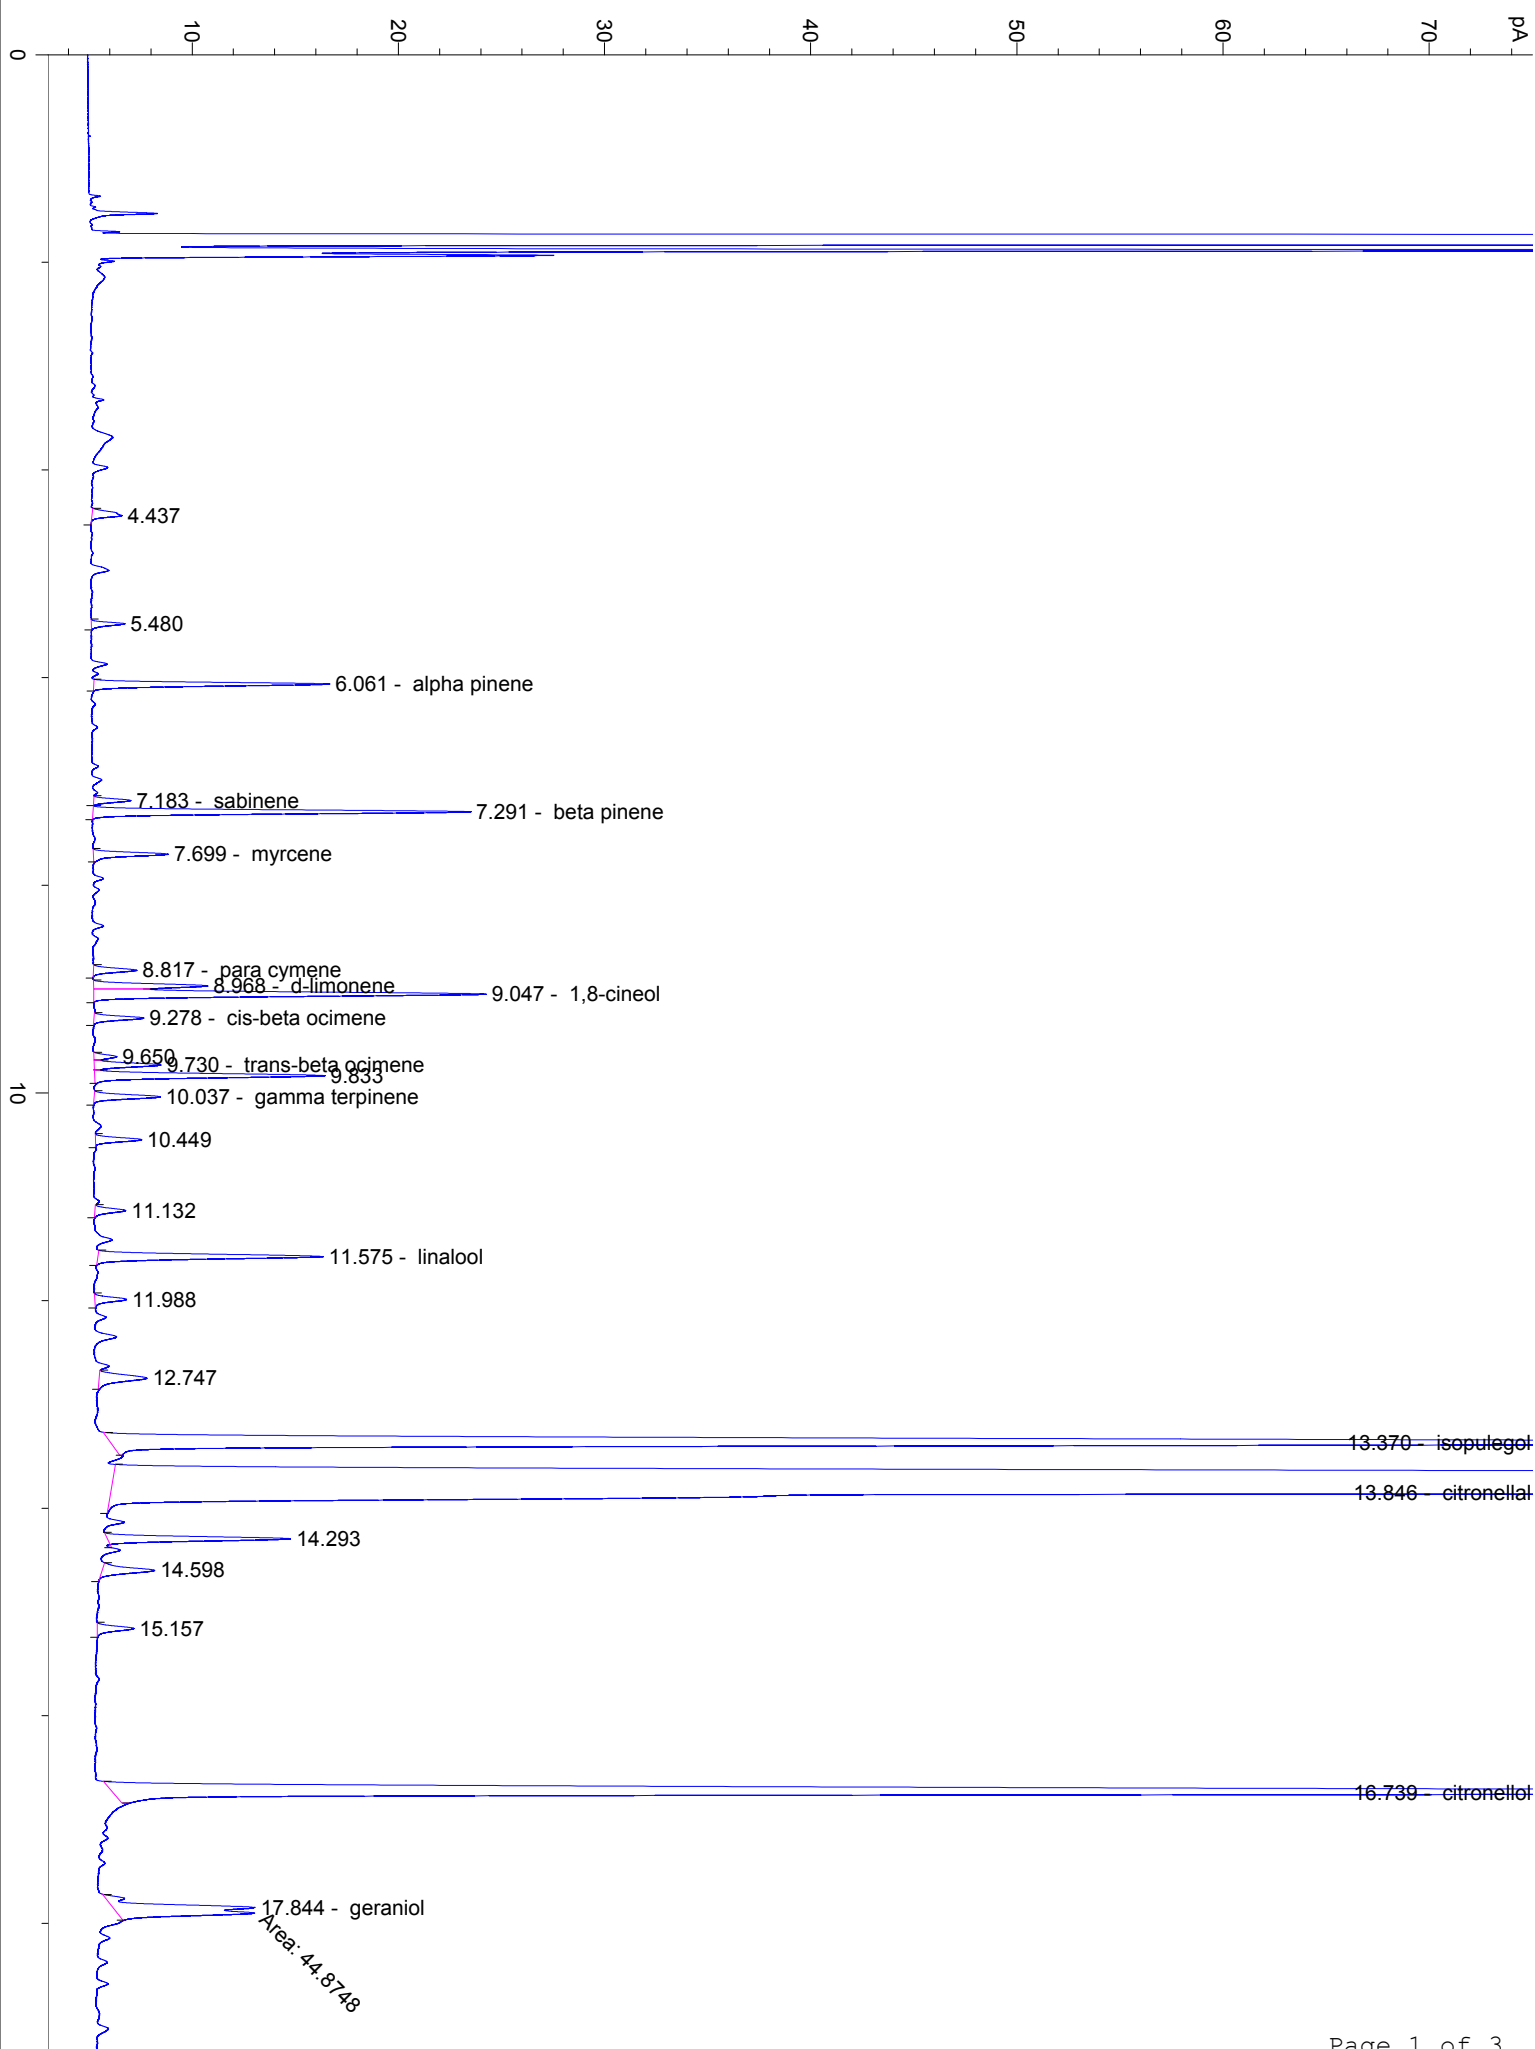 10
20
30
40
50
60
70
pA
0
4.437
5.480
6.061 - alpha pinene
7.183 - sabinene
7.291 - beta pinene
7.699 - myrcene
8.817 - para cymene
8.968 - d-limonene
9.047 - 1,8-cineol
9.278 - cis-beta ocimene
9.650
9.730 - trans-beta ocimene
9.833
10
10.037 - gamma terpinene
10.449
11.132
11.575 - linalool
11.988
12.747
13.370 - isopulegol
13.846 - citronellal
14.293
14.598
15.157
16.739 - citronellol
17.844 - geraniol
Area: 44.8748
Page 1 of 3